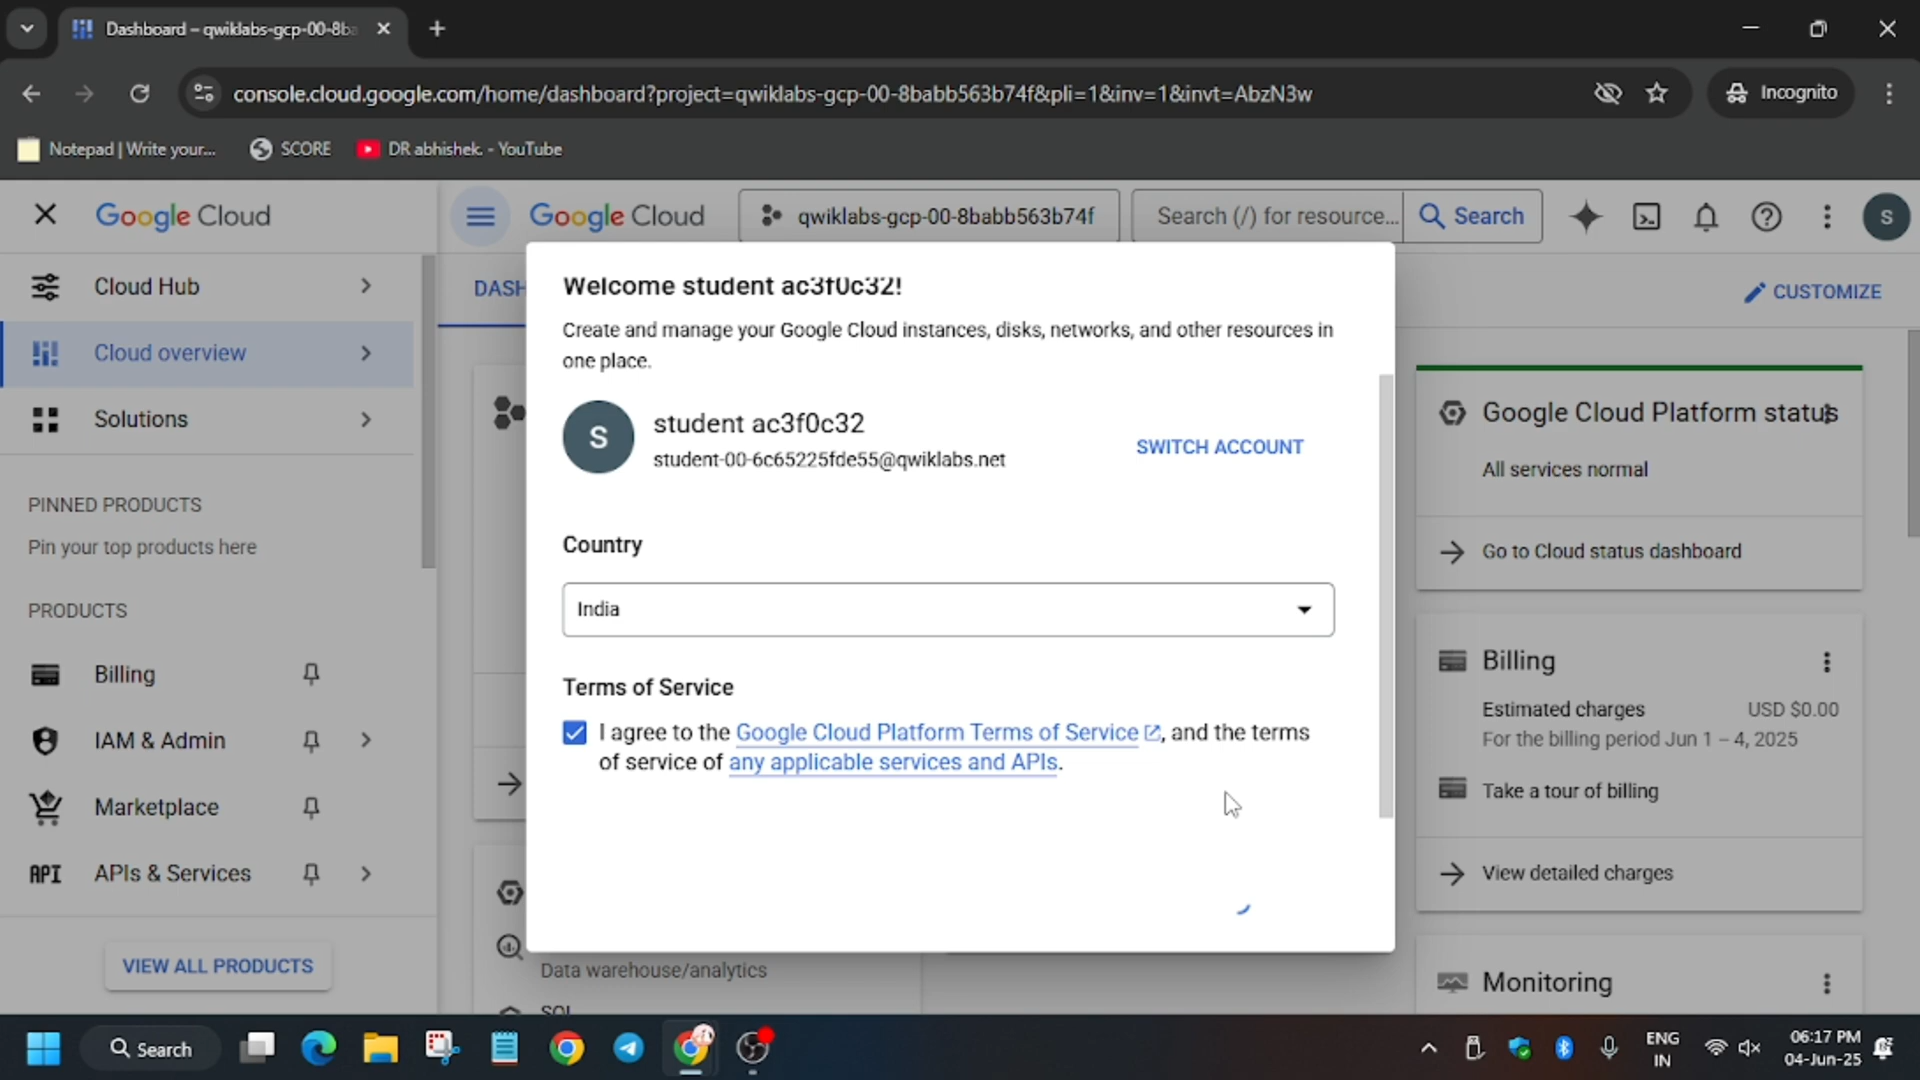 Dashboard – qwiklabs-gcp-00-8ba
console.cloud.google.com/home/dashboard?project=qwiklabs-gcp-00-8babb563b74f&pli=1&inv=1&invt=AbzN3w
Incognito
Notepad | Write your...
SCORE
DR abhishek. - YouTube
Google Cloud
Google Cloud
qwiklabs-gcp-00-8babb563b74f
Search (/) for resource...
Search
S
Cloud Hub
Cloud overview
Solutions
PINNED PRODUCTS
Pin your top products here
PRODUCTS
Billing
IAM & Admin
Marketplace
API
APIs & Services
VIEW ALL PRODUCTS
DASH
CUSTOMIZE
Welcome student ac3f0c32!
Create and manage your Google Cloud instances, disks, networks, and other resources in
one place.
S
student ac3f0c32
student-00-6c65225fde55@qwiklabs.net
SWITCH ACCOUNT
Country
India
Terms of Service
I agree to the Google Cloud Platform Terms of Service, and the terms
of service of any applicable services and APIs.
Data warehouse/analytics
SQL
Google Cloud Platform status
All services normal
Go to Cloud status dashboard
Billing
Estimated charges USD $0.00
For the billing period Jun 1 – 4, 2025
Take a tour of billing
View detailed charges
Monitoring
Search
ENG
IN
06:17 PM
04-Jun-25